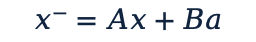 x⁻ = Ax + Ba